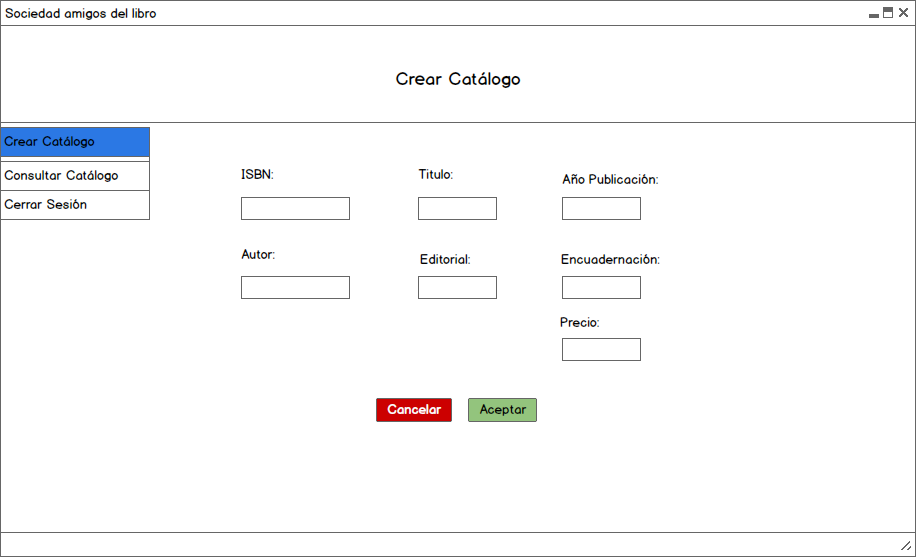 Sociedad amigos del libro
Crear Catálogo
Crear Catálogo
Consultar Catálogo
Cerrar Sesión
ISBN:
Titulo:
Año Publicación:
Autor:
Editorial:
Encuadernación:
Precio:
Cancelar
Aceptar